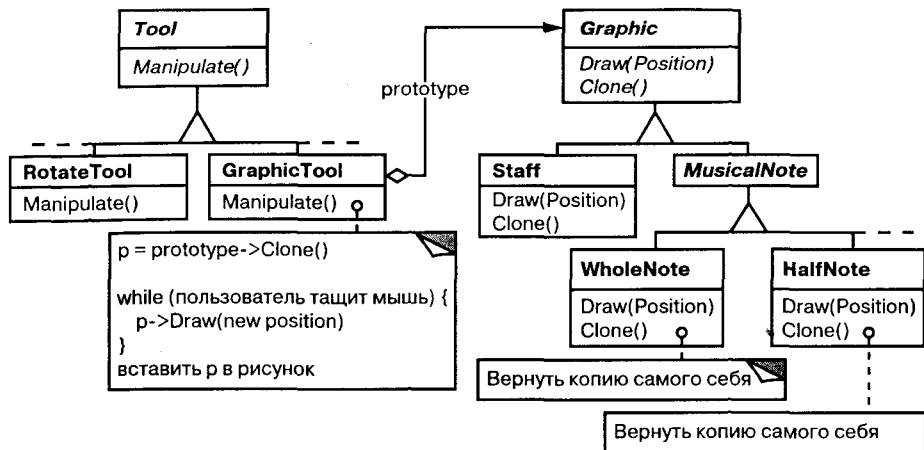 Tool
Manipulate()
prototype
Graphic
Draw(Position)
Clone()
RotateTool
Manipulate()
GraphicTool
Manipulate()
Staff
Draw(Position)
Clone()
MusicalNote
p = prototype->Clone()
while (пользователь тащит мышь) {
p->Draw(new position)
}
вставить p в рисунок
WholeNote
Draw(Position)
Clone()
HalfNote
Draw(Position)
Clone()
Вернуть копию самого себя
Вернуть копию самого себя